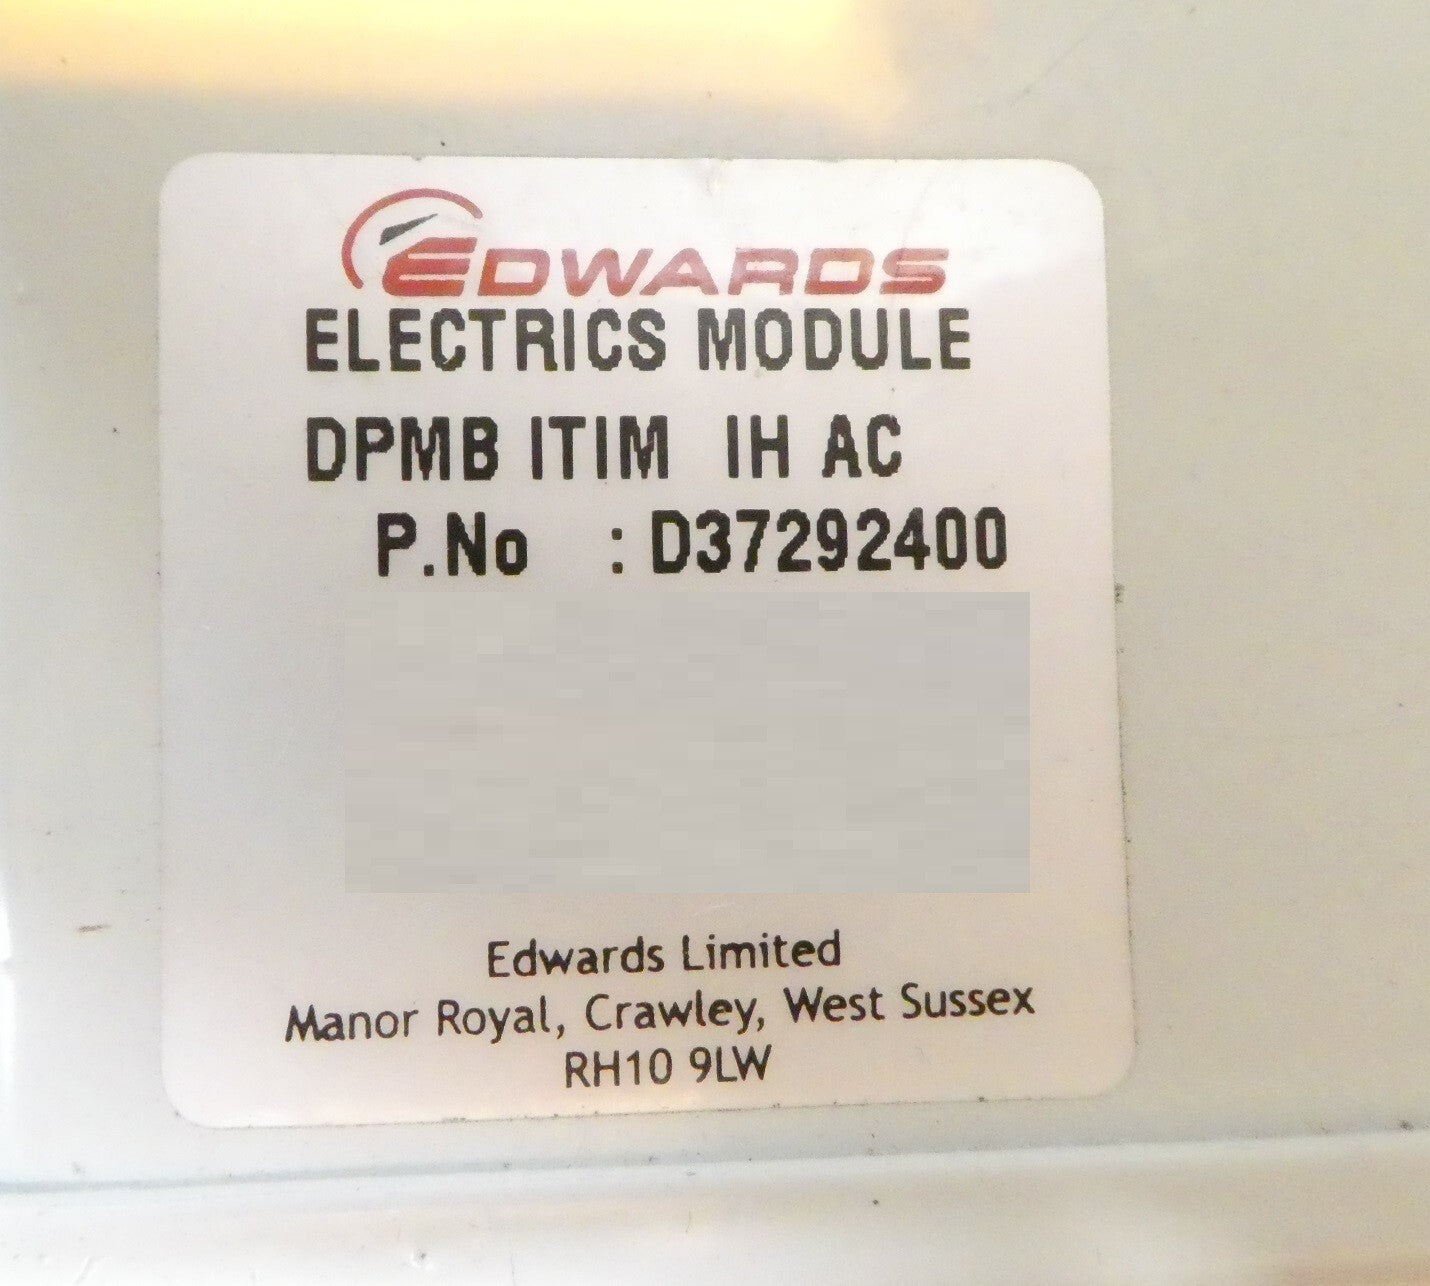 EDWARDS
ELECTRICS MODULE
DPMB ITIM IH AC
P.No : D37292400
Edwards Limited
Manor Royal, Crawley, West Sussex
RH10 9LW